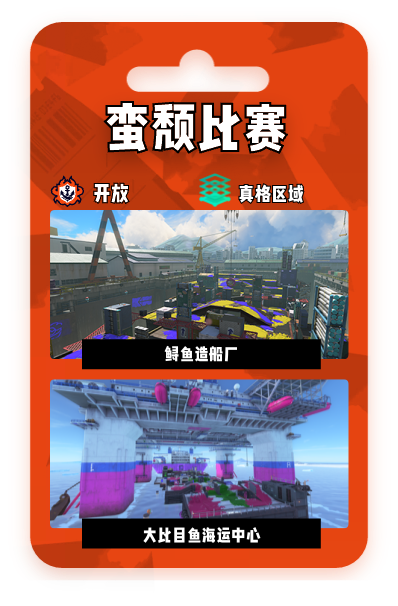 蛮颓比赛
开放
真格区域
鲟鱼造船厂
大比目鱼海运中心